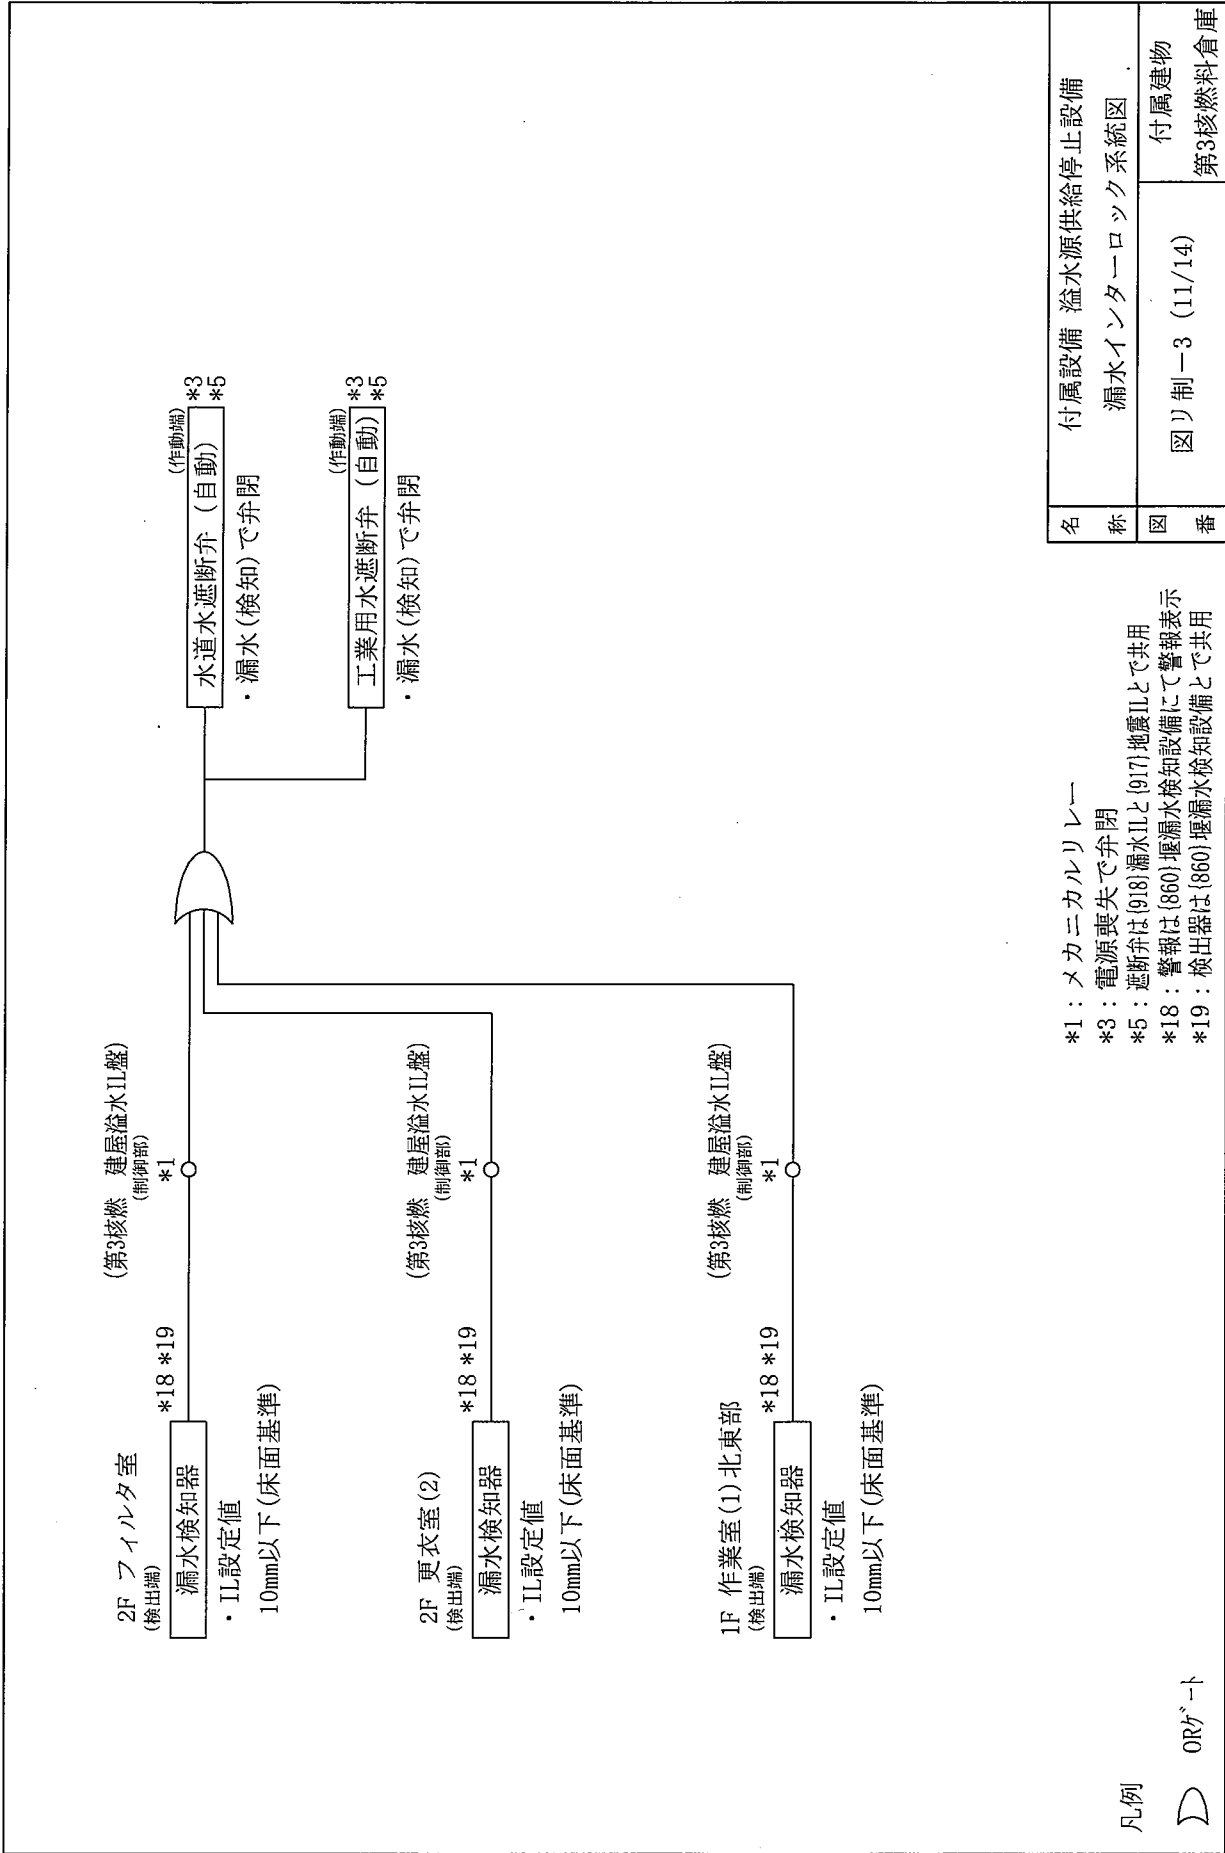 2F フィルタ室
(検出端)
漏水検知器
*18 *19
・IL設定値
10mm以下(床面基準)
(第3核燃 建屋溢水IL盤)
(制御部)
*1
2F 更衣室(2)
(検出端)
漏水検知器
*18 *19
・IL設定値
10mm以下(床面基準)
(第3核燃 建屋溢水IL盤)
(制御部)
*1
1F 作業室(1)北東部
(検出端)
漏水検知器
*18 *19
・IL設定値
10mm以下(床面基準)
(第3核燃 建屋溢水IL盤)
(制御部)
*1
(作動端)
水道水遮断弁(自動)
*3
*5
・漏水(検知)で弁閉
(作動端)
工業用水遮断弁(自動)
*3
*5
・漏水(検知)で弁閉
凡例
ORゲート
*1:メカニカルリレー
*3:電源喪失で弁閉
*5:遮断弁は{918}漏水ILと{917}地震ILとで共用
*18:警報は{860}堰漏水検知設備にて警報表示
*19:検出器は{860}堰漏水検知設備とで共用
名称
付属設備 溢水源供給停止設備
漏水インターロック系統図
図番
図リ制-3 (11/14)
付属建物
第3核燃料倉庫